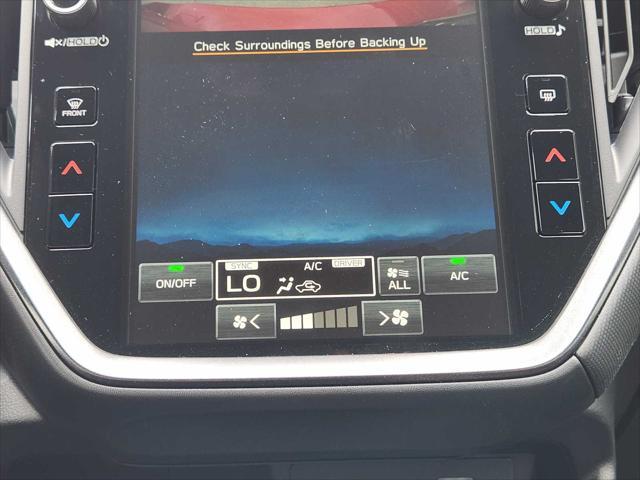 HOLD
HOLD
Check Surroundings Before Backing Up
FRONT
SYNC A/C DRIVER
ON/OFF LO ALL A/C